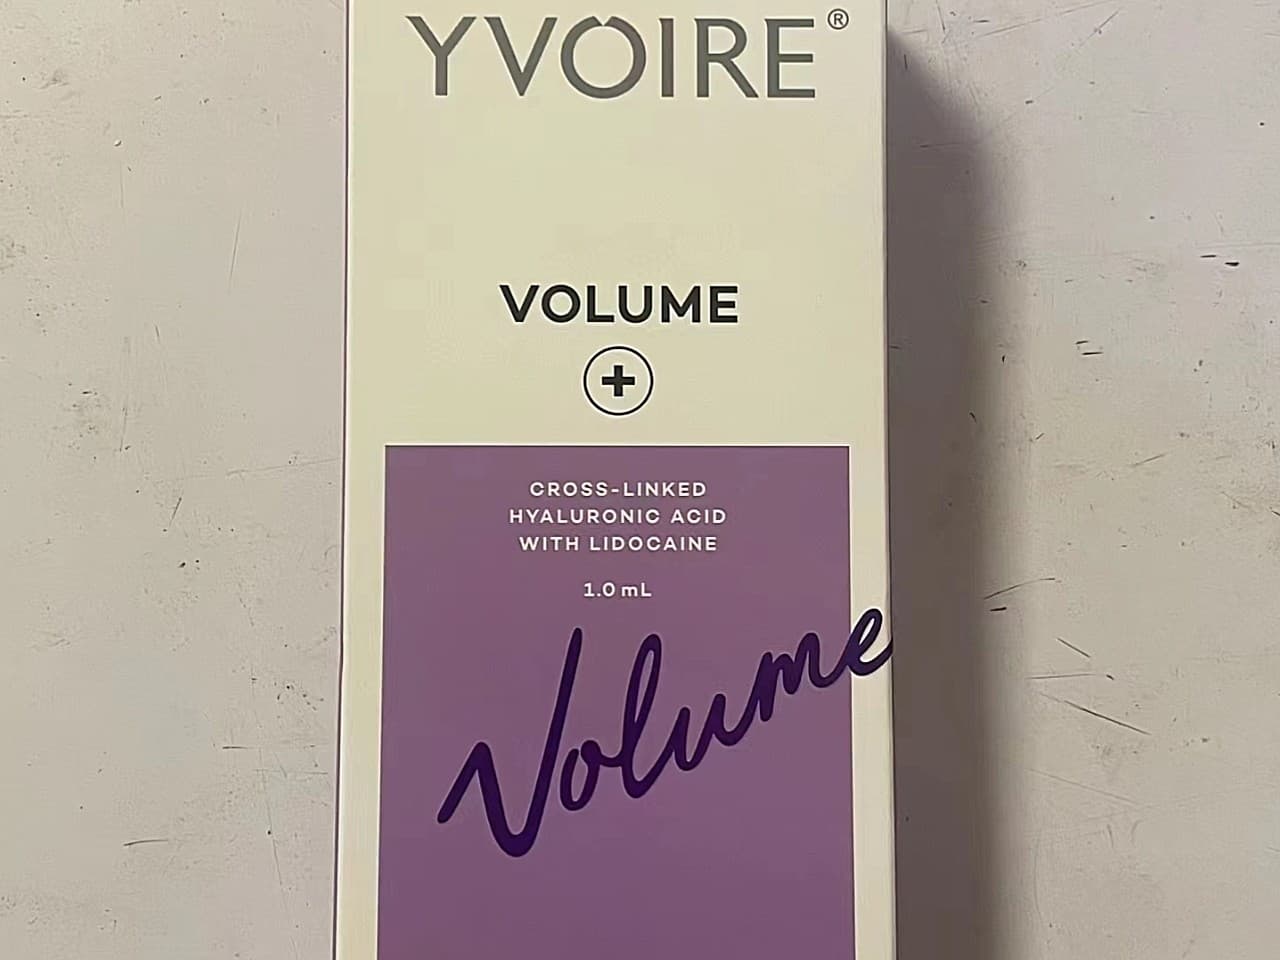 YVOIRE®
VOLUME
+
CROSS-LINKED
HYALURONIC ACID
WITH LIDOCAINE
1.0 mL
Volume